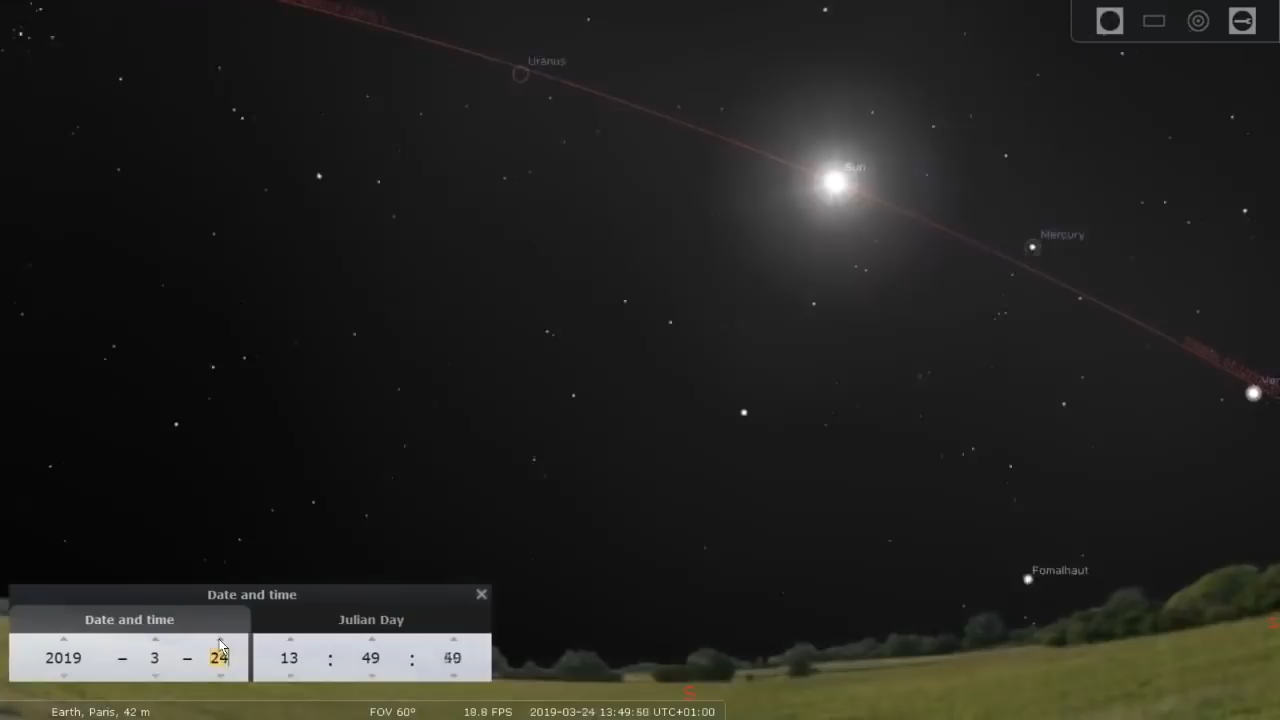 Uranus
Sun
Mercury
Fomalhaut
Date and time ×
Date and time Julian Day
2019 – 3 – 24 13 : 49 :
S
Earth, Paris, 42 m FOV 60° 18.8 FPS 2019-03-24 13:49:50 UTC+01:00